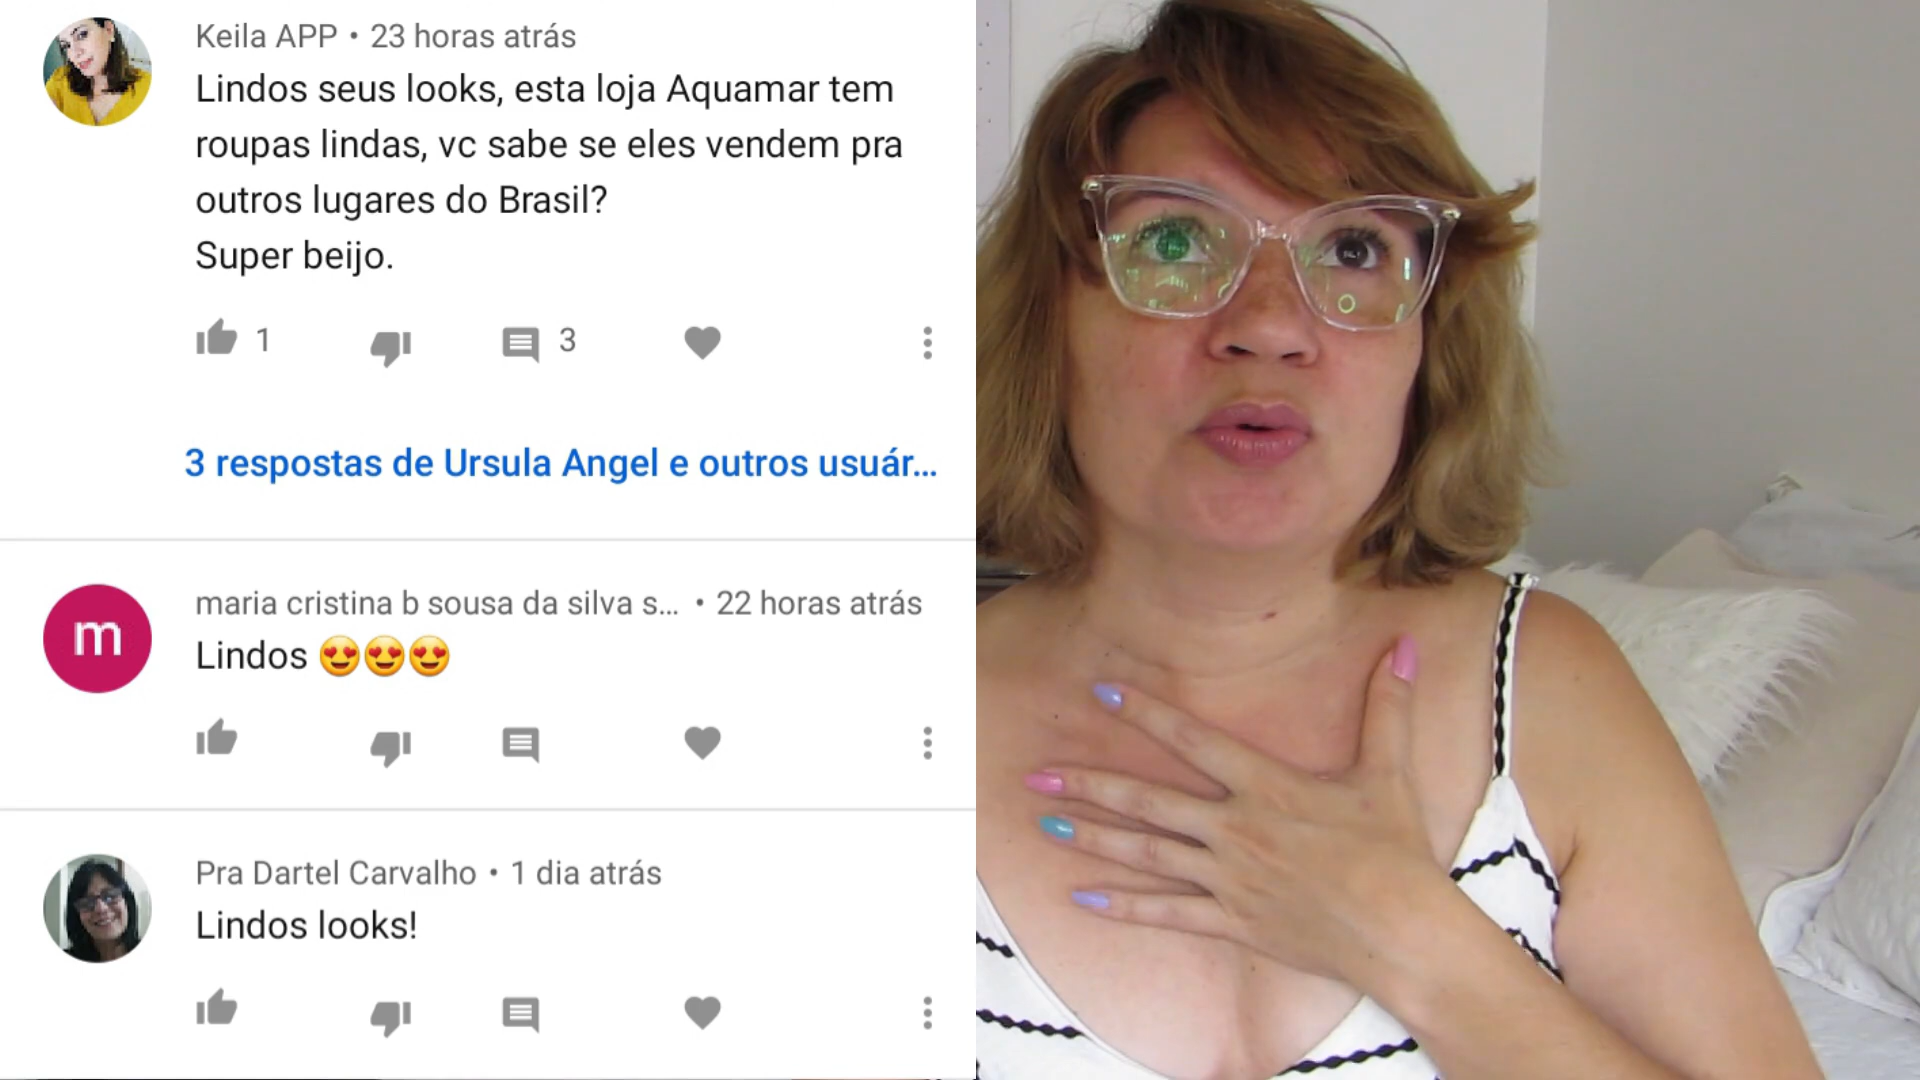 Keila APP • 23 horas atrás
Lindos seus looks, esta loja Aquamar tem
roupas lindas, vc sabe se eles vendem pra
outros lugares do Brasil?
Super beijo.
1 3
3 respostas de Ursula Angel e outros usuár...
m
maria cristina b sousa da silva s... • 22 horas atrás
Lindos 😍😍😍
Pra Dartel Carvalho • 1 dia atrás
Lindos looks!